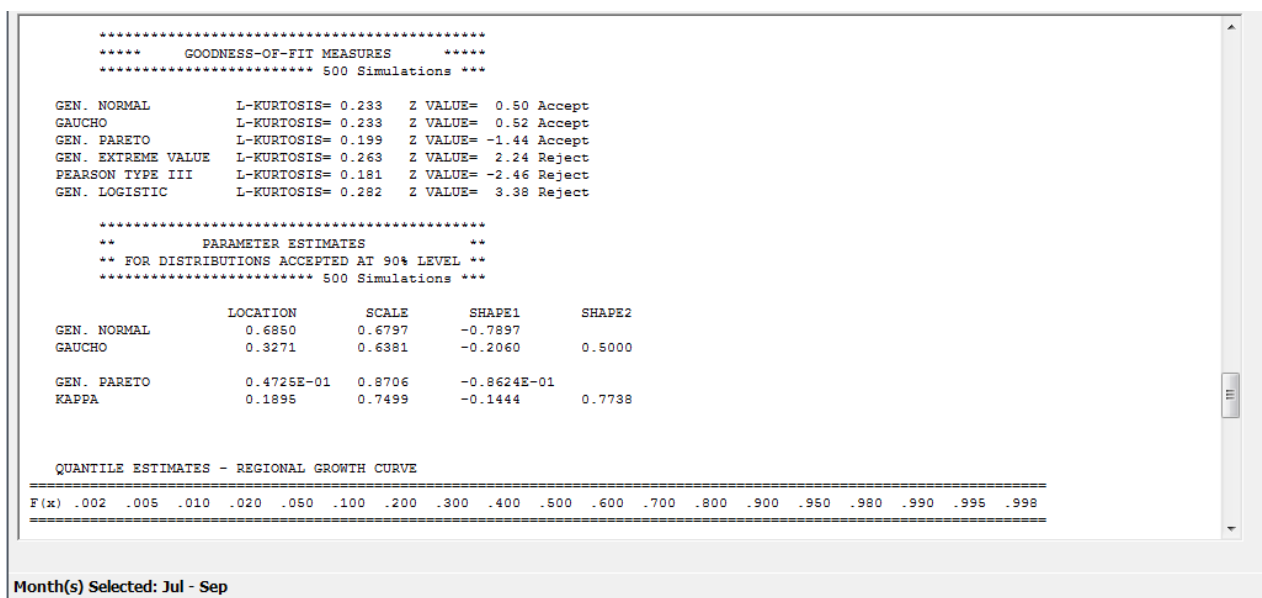 *********************************************
***** GOODNESS-OF-FIT MEASURES *****
************************* 500 Simulations ***
GEN. NORMAL L-KURTOSIS= 0.233 Z VALUE= 0.50 Accept
GAUCHO L-KURTOSIS= 0.233 Z VALUE= 0.52 Accept
GEN. PARETO L-KURTOSIS= 0.199 Z VALUE= -1.44 Accept
GEN. EXTREME VALUE L-KURTOSIS= 0.263 Z VALUE= 2.24 Reject
PEARSON TYPE III L-KURTOSIS= 0.181 Z VALUE= -2.46 Reject
GEN. LOGISTIC L-KURTOSIS= 0.282 Z VALUE= 3.38 Reject
*********************************************
** PARAMETER ESTIMATES **
** FOR DISTRIBUTIONS ACCEPTED AT 90% LEVEL **
************************* 500 Simulations ***
LOCATION SCALE SHAPE1 SHAPE2
GEN. NORMAL 0.6850 0.6797 -0.7897
GAUCHO 0.3271 0.6381 -0.2060 0.5000
GEN. PARETO 0.4725E-01 0.8706 -0.8624E-01
KAPPA 0.1895 0.7499 -0.1444 0.7738
QUANTILE ESTIMATES - REGIONAL GROWTH CURVE
F(x) .002 .005 .010 .020 .050 .100 .200 .300 .400 .500 .600 .700 .800 .900 .950 .980 .990 .995 .998
Month(s) Selected: Jul - Sep